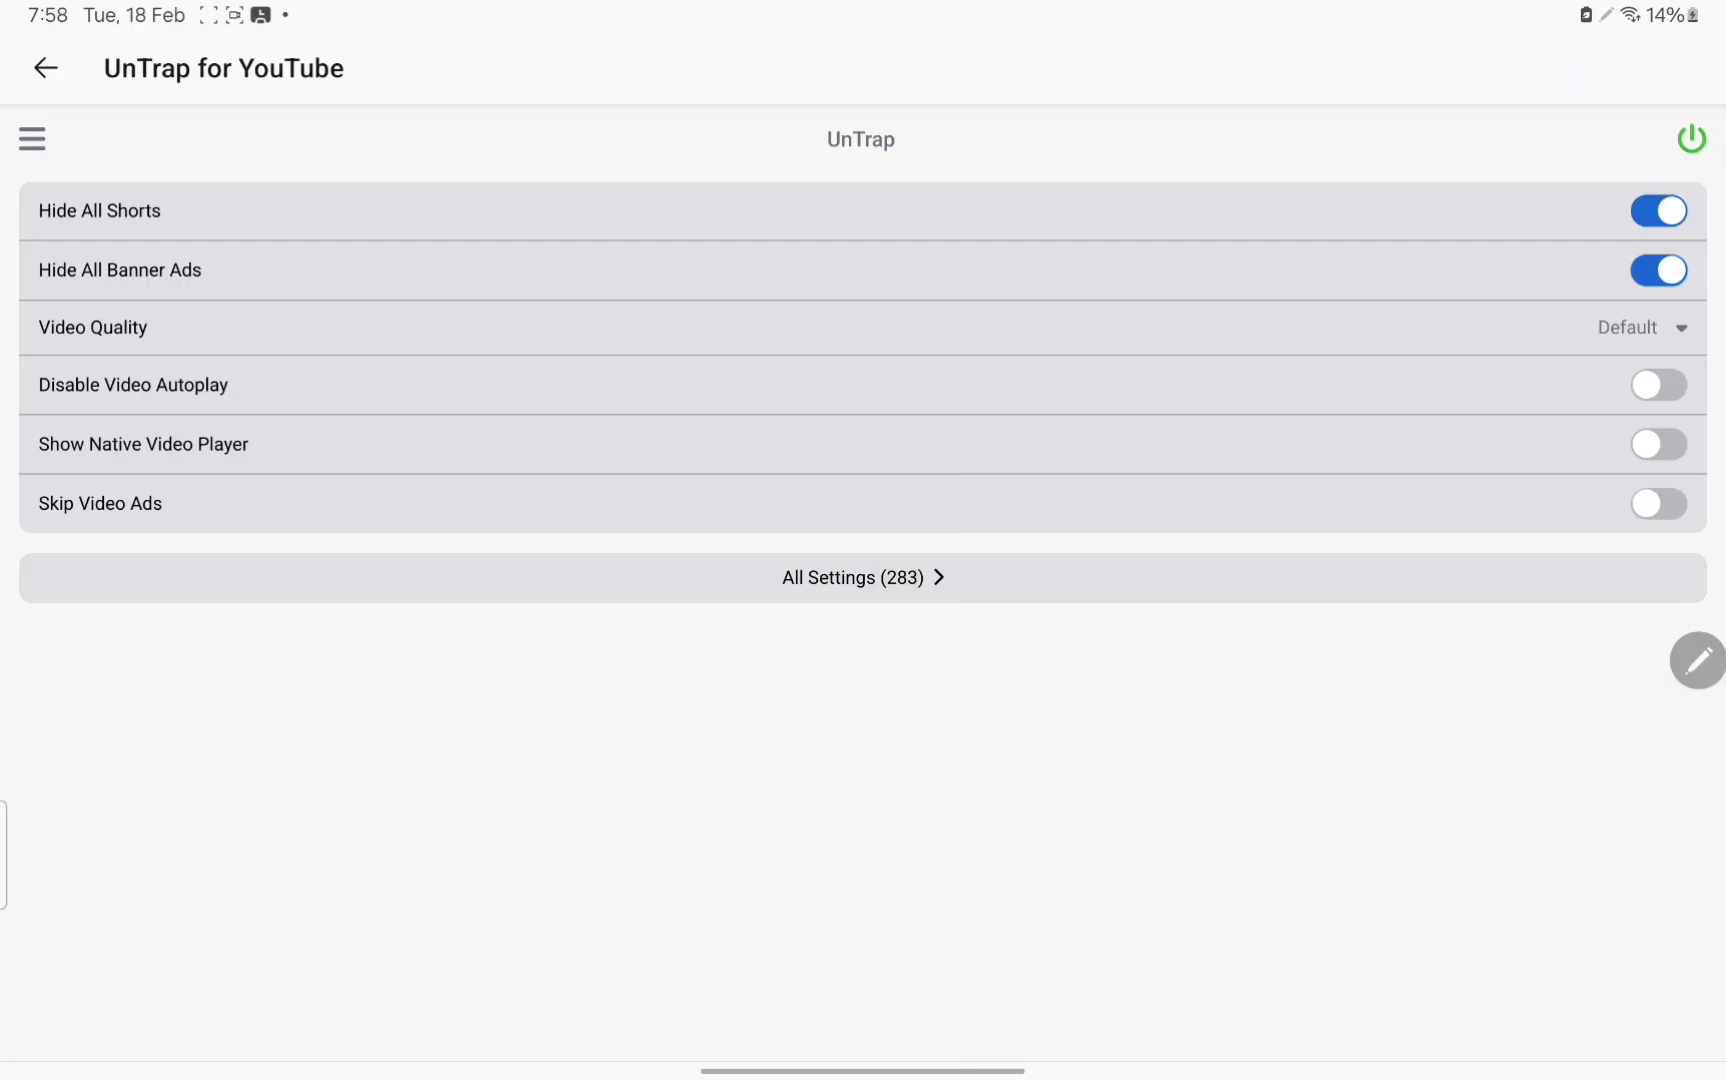 7:58 Tue, 18 Feb
14%
UnTrap for YouTube
UnTrap
Hide All Shorts
Hide All Banner Ads
Video Quality
Default
Disable Video Autoplay
Show Native Video Player
Skip Video Ads
All Settings (283)